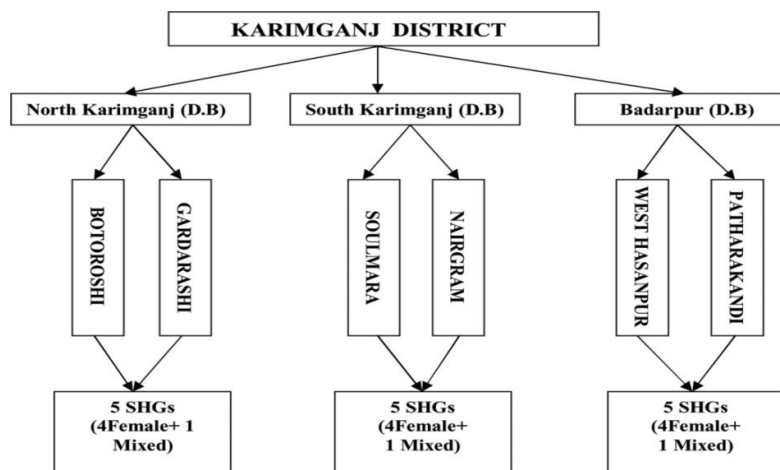 KARIMGANJ DISTRICT
North Karimganj (D.B)
South Karimganj (D.B)
Badarpur (D.B)
BOTOROSHI
GARDARASHI
SOULMARA
NAIRGRAM
WEST HASANPUR
PATHARAKANDI
5 SHGs
(4Female+ 1
Mixed)
5 SHGs
(4Female+
1 Mixed)
5 SHGs
(4Female+
1 Mixed)